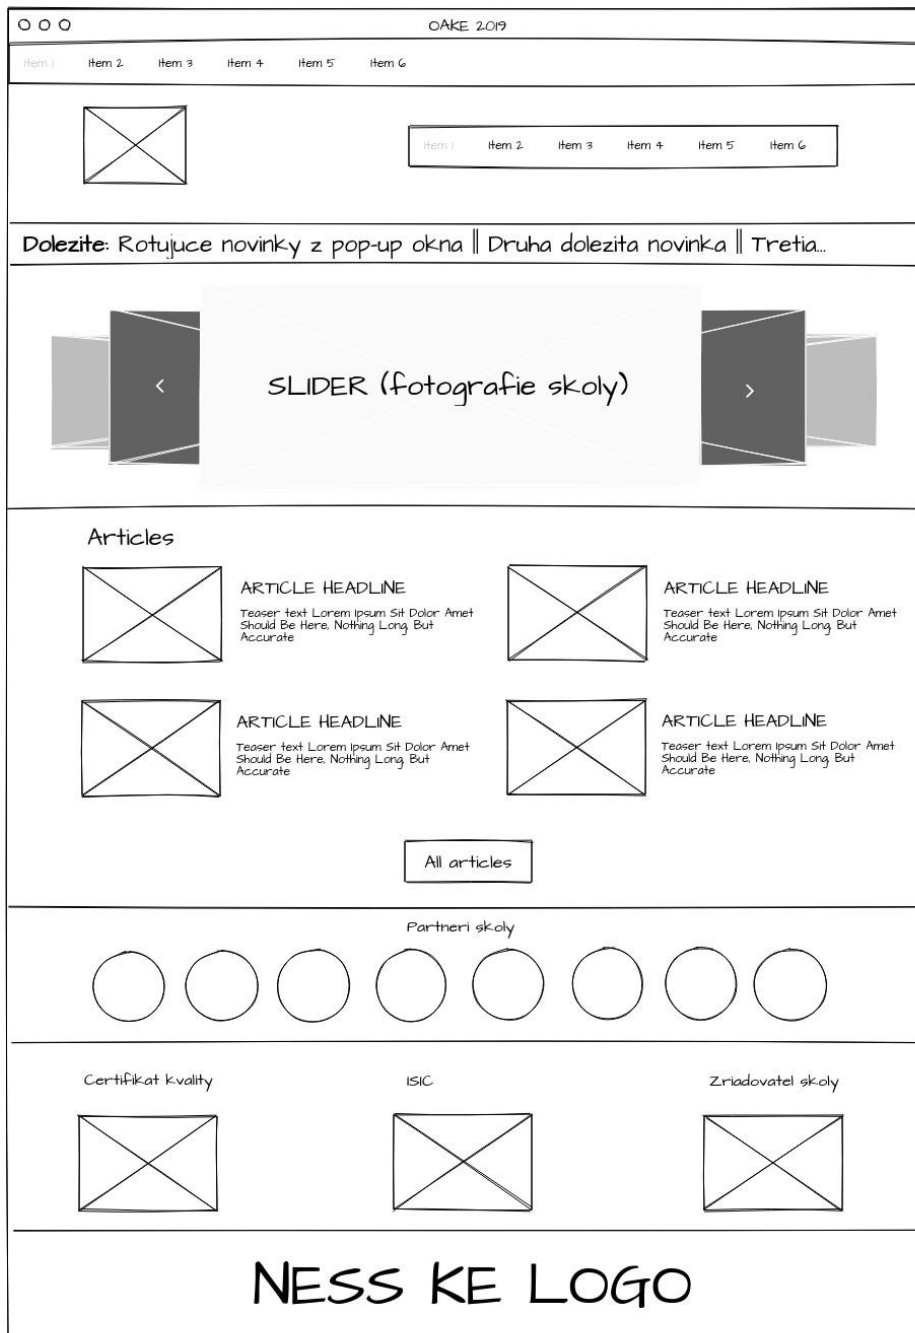 OAKE 2019
Item 1 Item 2 Item 3 Item 4 Item 5 Item 6
Item 1 Item 2 Item 3 Item 4 Item 5 Item 6
Dolezite: Rotujuce novinky z pop-up okna || Druha dolezita novinka || Tretia...
SLIDER (fotografie skoly)
Articles
ARTICLE HEADLINE
Teaser text Lorem Ipsum Sit Dolor Amet
Should Be Here, Nothing Long, But
Accurate
ARTICLE HEADLINE
Teaser text Lorem Ipsum Sit Dolor Amet
Should Be Here, Nothing Long, But
Accurate
ARTICLE HEADLINE
Teaser text Lorem Ipsum Sit Dolor Amet
Should Be Here, Nothing Long, But
Accurate
ARTICLE HEADLINE
Teaser text Lorem Ipsum Sit Dolor Amet
Should Be Here, Nothing Long, But
Accurate
All articles
Partneri skoly
Certifikat kvality
ISIC
Zriadovatel skoly
NESS KE LOGO